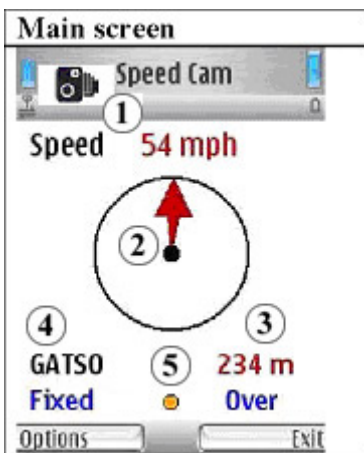 Main screen
Speed Cam
1
Speed 54 mph
2
4 3
GATSO 5 234 m
Fixed Over
Options Exit